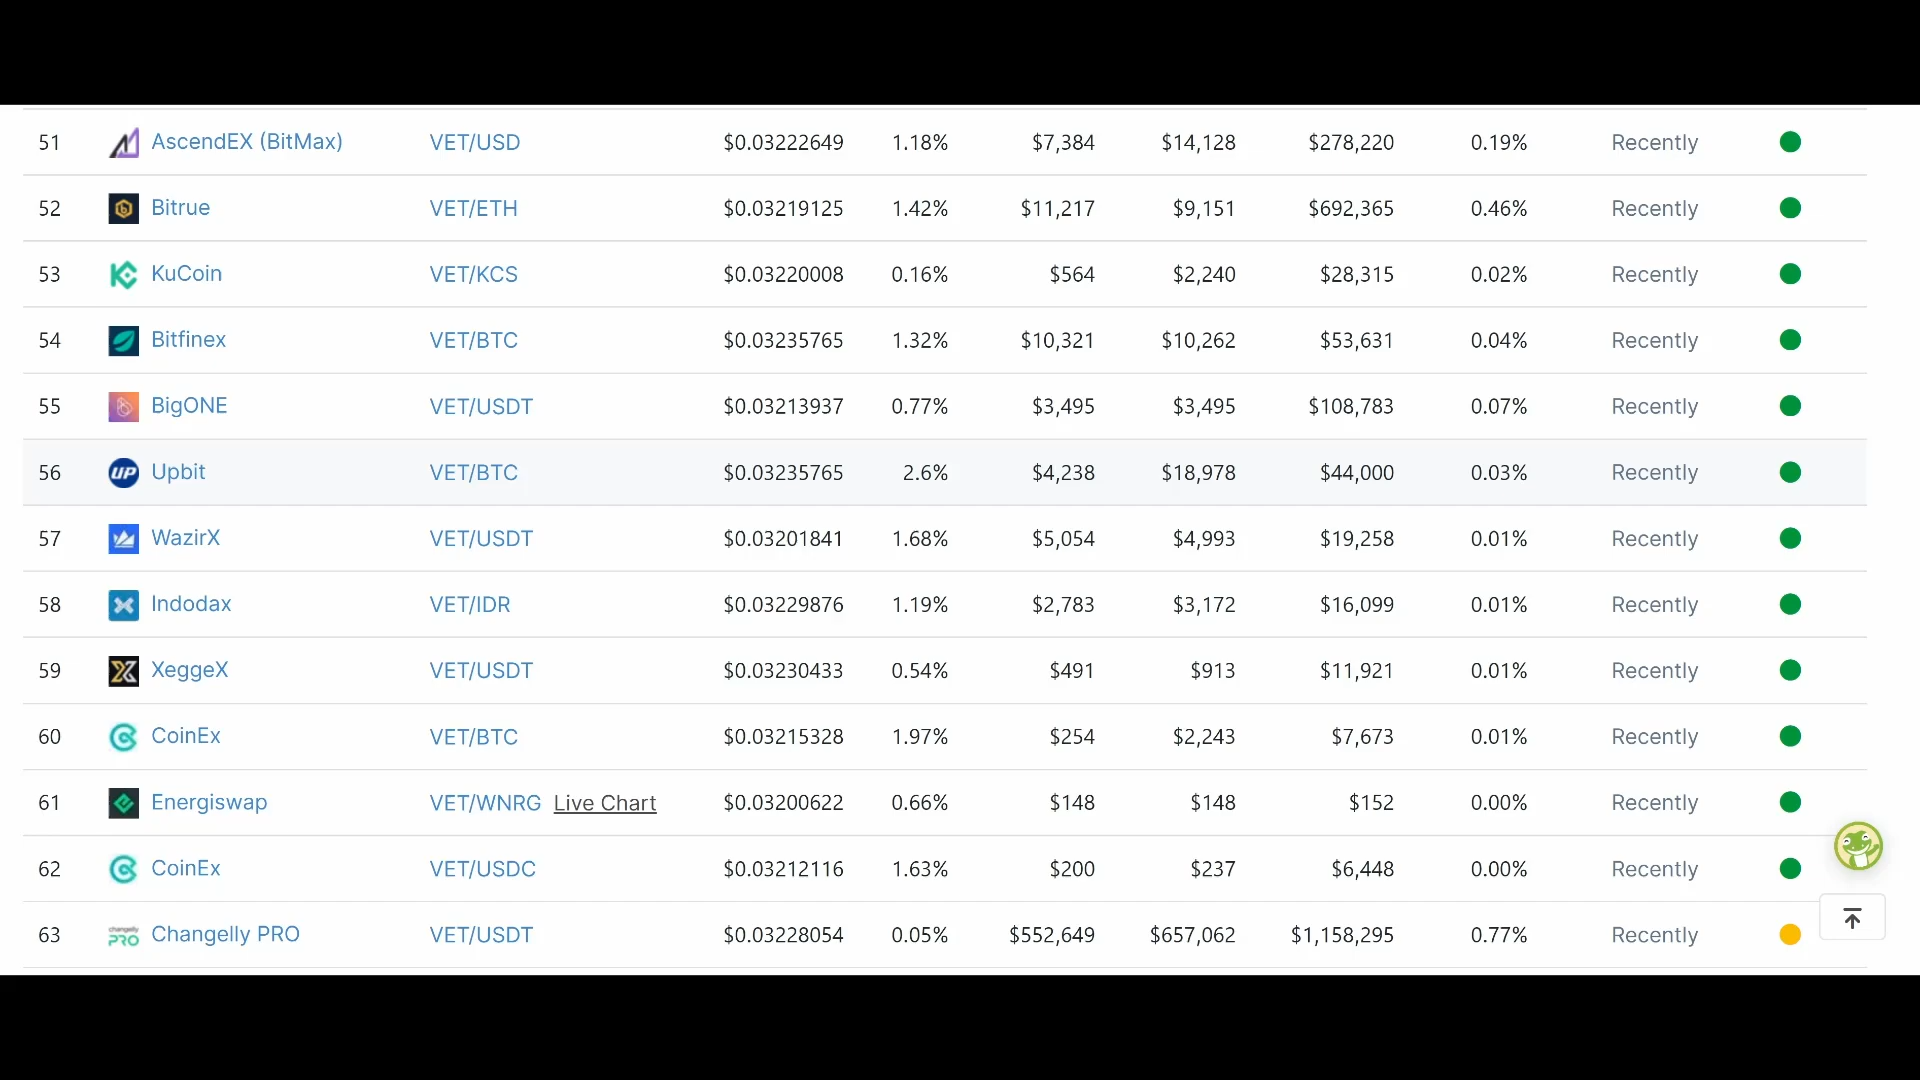 51 AscendEX (BitMax) VET/USD $0.03222649 1.18% $7,384 $14,128 $278,220 0.19% Recently
52 Bitrue VET/ETH $0.03219125 1.42% $11,217 $9,151 $692,365 0.46% Recently
53 KuCoin VET/KCS $0.03220008 0.16% $564 $2,240 $28,315 0.02% Recently
54 Bitfinex VET/BTC $0.03235765 1.32% $10,321 $10,262 $53,631 0.04% Recently
55 BigONE VET/USDT $0.03213937 0.77% $3,495 $3,495 $108,783 0.07% Recently
56 UP Upbit VET/BTC $0.03235765 2.6% $4,238 $18,978 $44,000 0.03% Recently
57 WazirX VET/USDT $0.03201841 1.68% $5,054 $4,993 $19,258 0.01% Recently
58 Indodax VET/IDR $0.03229876 1.19% $2,783 $3,172 $16,099 0.01% Recently
59 XeggeX VET/USDT $0.03230433 0.54% $491 $913 $11,921 0.01% Recently
60 CoinEx VET/BTC $0.03215328 1.97% $254 $2,243 $7,673 0.01% Recently
61 Energiswap VET/WNRG Live Chart $0.03200622 0.66% $148 $148 $152 0.00% Recently
62 CoinEx VET/USDC $0.03212116 1.63% $200 $237 $6,448 0.00% Recently
63 changelly PRO Changelly PRO VET/USDT $0.03228054 0.05% $552,649 $657,062 $1,158,295 0.77% Recently